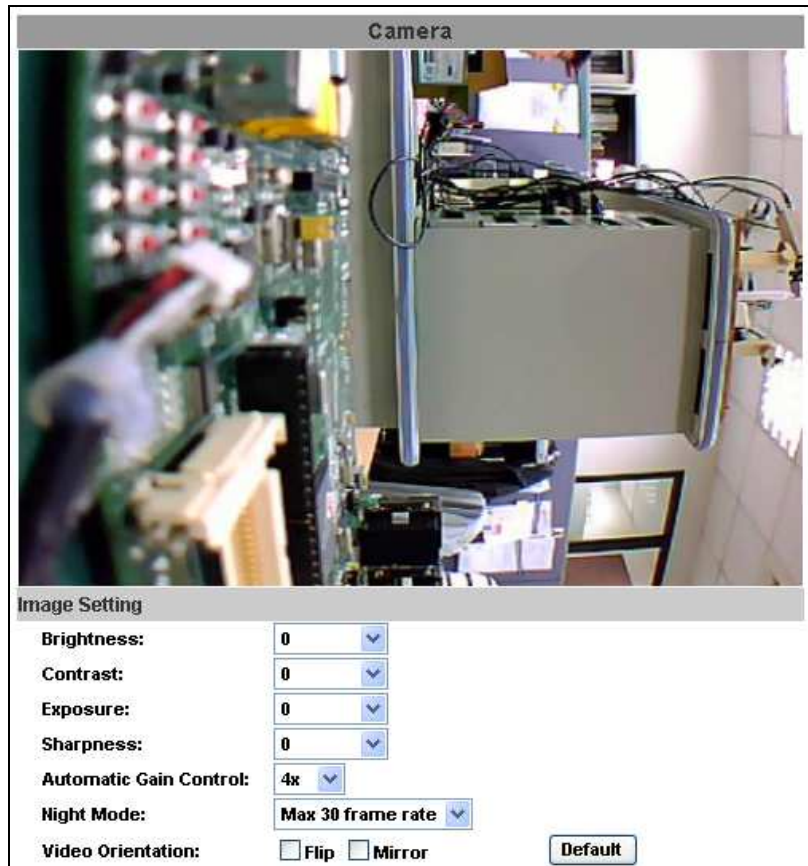 Camera
Image Setting
Brightness: 0
Contrast: 0
Exposure: 0
Sharpness: 0
Automatic Gain Control: 4x
Night Mode: Max 30 frame rate
Video Orientation: Flip Mirror Default